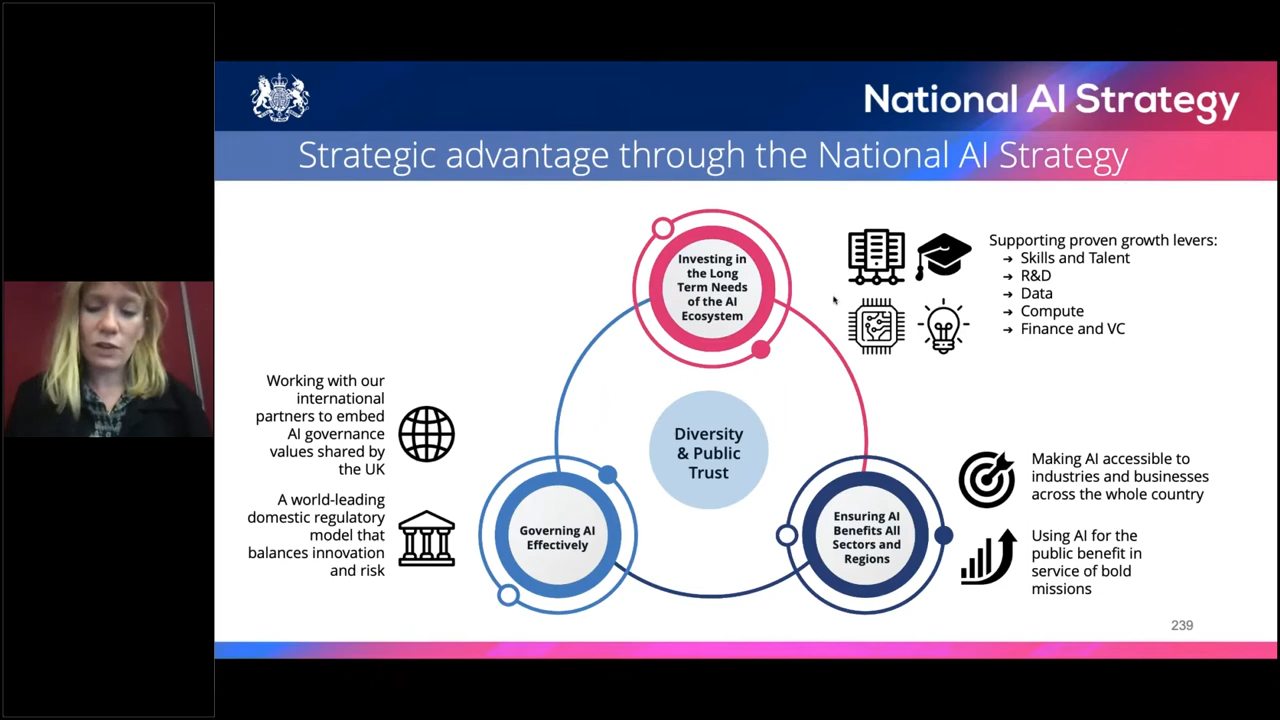 National AI Strategy
Strategic advantage through the National AI Strategy
Investing in
the Long
Term Needs
of the AI
Ecosystem
Supporting proven growth levers:
➔ Skills and Talent
➔ R&D
➔ Data
➔ Compute
➔ Finance and VC
Working with our
international
partners to embed
AI governance
values shared by
the UK
A world-leading
domestic regulatory
model that
balances innovation
and risk
Diversity
& Public
Trust
Governing AI
Effectively
Ensuring AI
Benefits All
Sectors and
Regions
Making AI accessible to
industries and businesses
across the whole country
Using AI for the
public benefit in
service of bold
missions
239